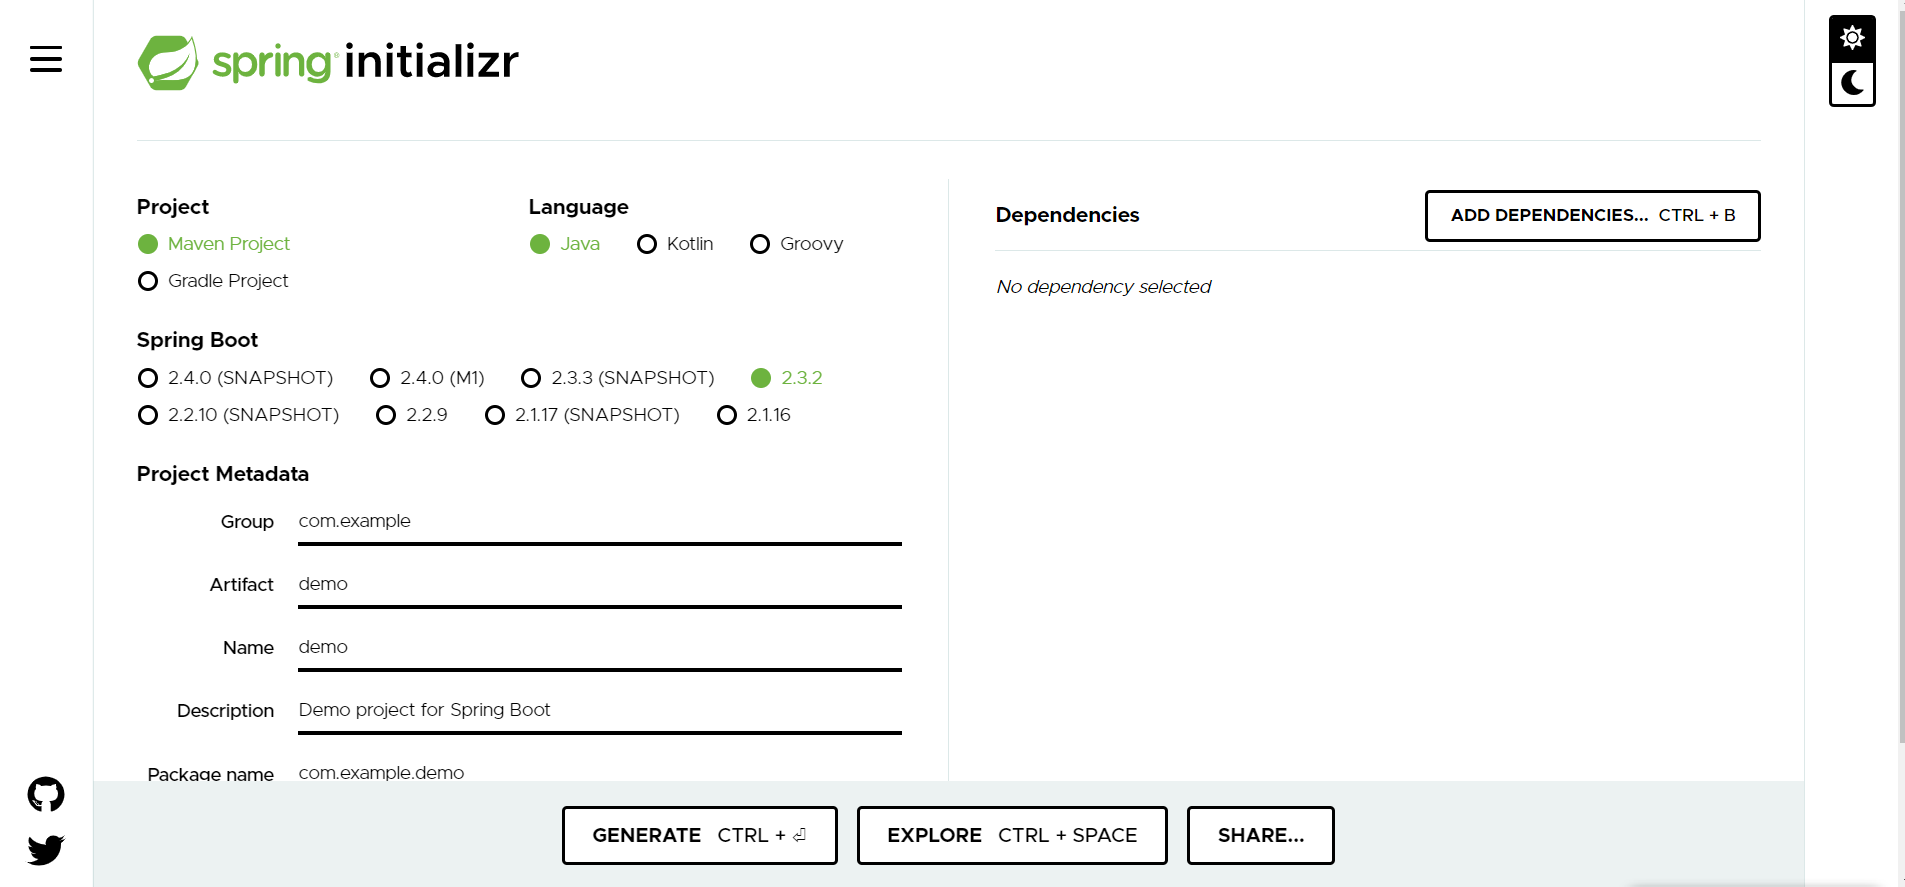 spring initializr
Project
Maven Project
Gradle Project
Language
Java Kotlin Groovy
Spring Boot
2.4.0 (SNAPSHOT) 2.4.0 (M1) 2.3.3 (SNAPSHOT) 2.3.2
2.2.10 (SNAPSHOT) 2.2.9 2.1.17 (SNAPSHOT) 2.1.16
Project Metadata
Group com.example
Artifact demo
Name demo
Description Demo project for Spring Boot
Package name com.example.demo
Dependencies ADD DEPENDENCIES... CTRL + B
No dependency selected
GENERATE CTRL + ⏎ EXPLORE CTRL + SPACE SHARE...